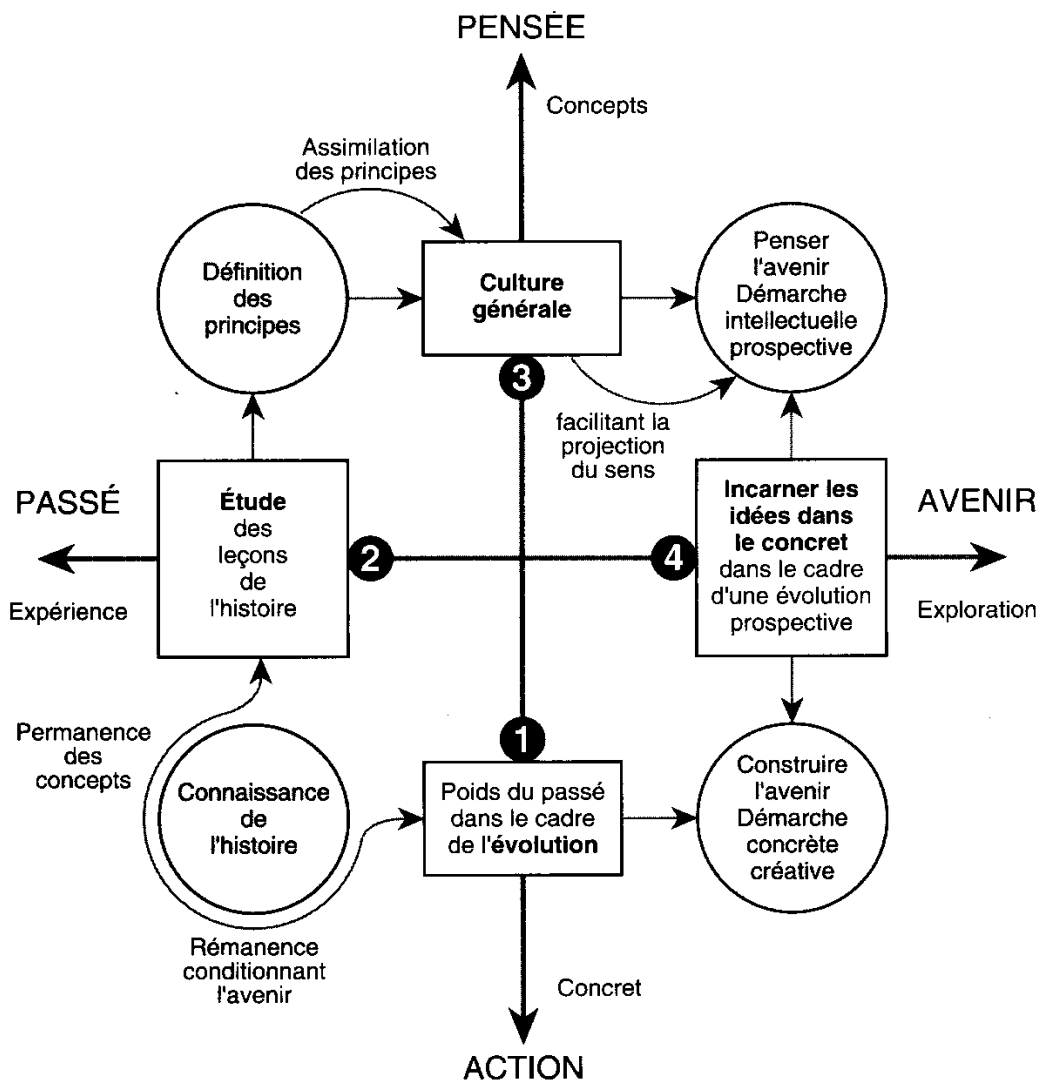 PENSÉE
Concepts
Assimilation
des principes
Définition
des
principes
Culture
générale
Penser
l'avenir
Démarche
intellectuelle
prospective
3
facilitant la
projection
du sens
PASSÉ
Expérience
Étude
des
leçons
de
l'histoire
2
4
Incarner les
idées dans
le concret
dans le cadre
d'une évolution
prospective
AVENIR
Exploration
Permanence
des
concepts
Connaissance
de
l'histoire
1
Poids du passé
dans le cadre
de l'évolution
Construire
l'avenir
Démarche
concrète
créative
Rémanence
conditionnant
l'avenir
Concret
ACTION